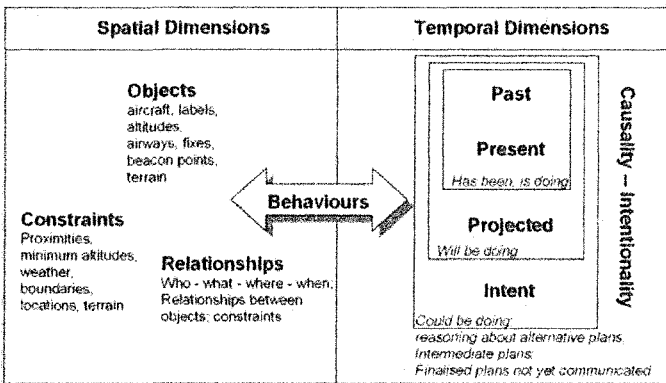 Spatial Dimensions
Temporal Dimensions
Objects
aircraft, labels,
altitudes,
airways, fixes,
beacon points,
terrain
Constraints
Proximities,
minimum altitudes,
weather,
boundaries,
locations, terrain
Relationships
Who - what - where - when;
Relationships between
objects; constraints
Behaviours
Past
Present
Has been, is doing
Projected
Will be doing
Intent
Could be doing:
reasoning about alternative plans
Intermediate plans;
Finalised plans not yet communicated
Causality – Intentionality